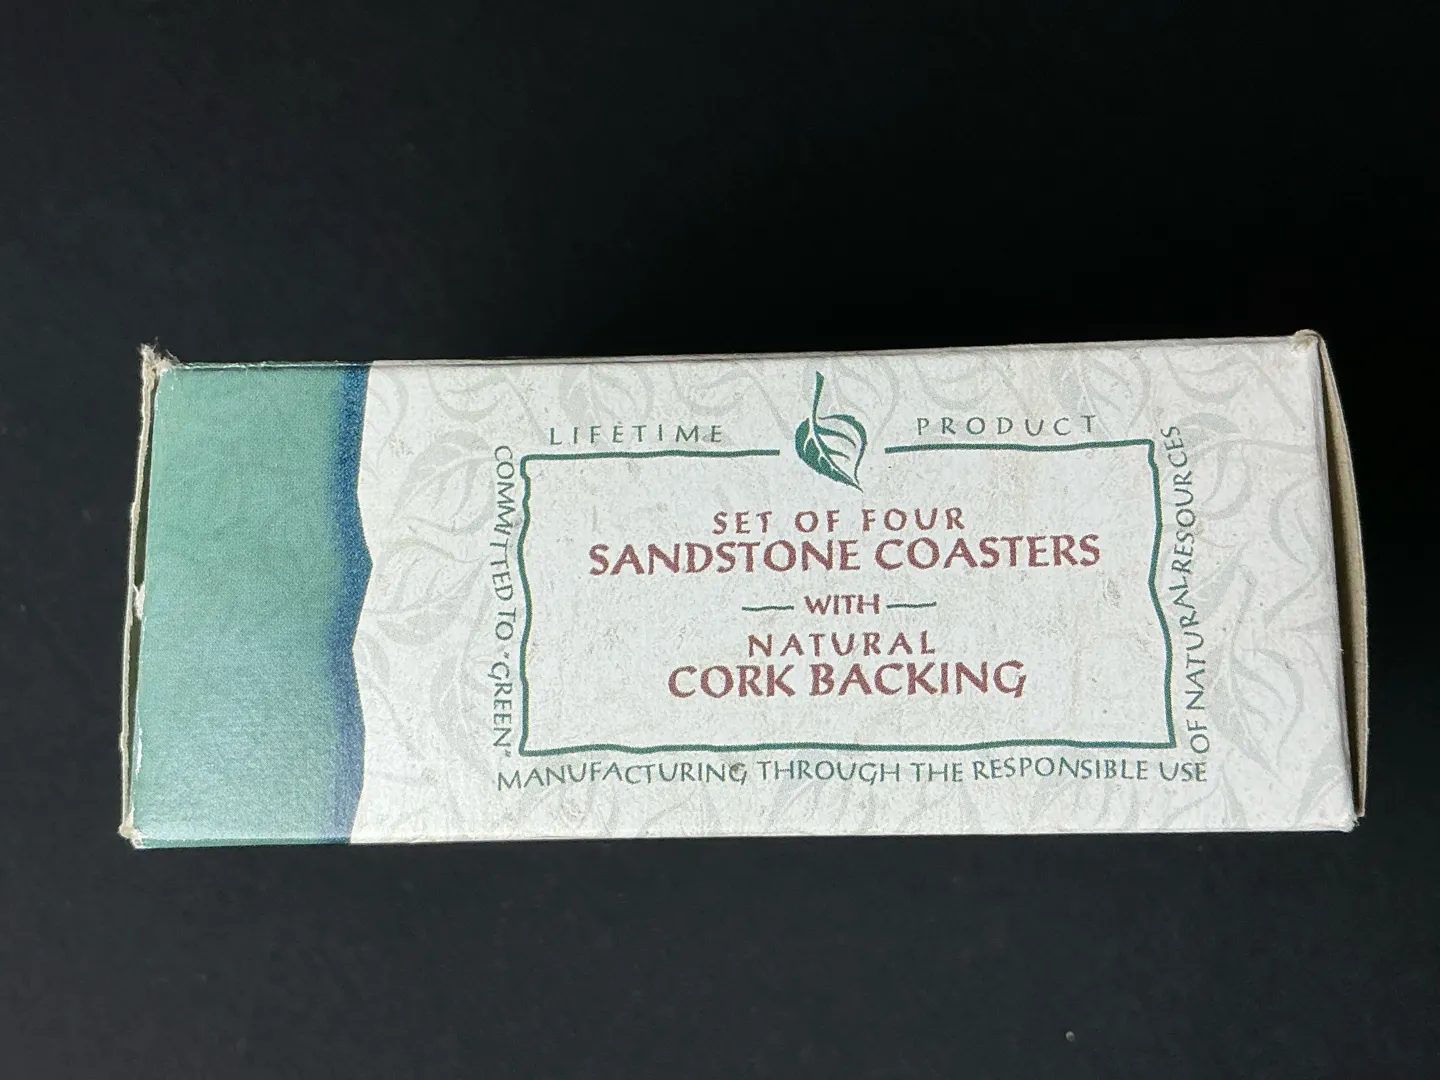 LIFETIME PRODUCT
SET OF FOUR
SANDSTONE COASTERS
WITH
NATURAL
CORK BACKING
COMMITTED TO "GREEN"
MANUFACTURING THROUGH THE RESPONSIBLE USE
OF NATURAL RESOURCES